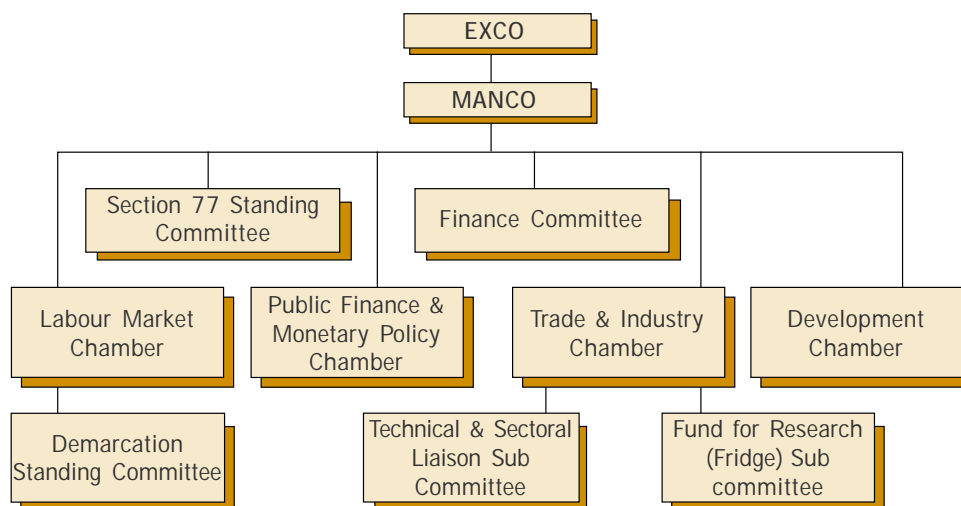 EXCO
MANCO
Section 77 Standing
Committee
Finance Committee
Labour Market
Chamber
Public Finance &
Monetary Policy
Chamber
Trade & Industry
Chamber
Development
Chamber
Demarcation
Standing Committee
Technical & Sectoral
Liaison Sub
Committee
Fund for Research
(Fridge) Sub
committee